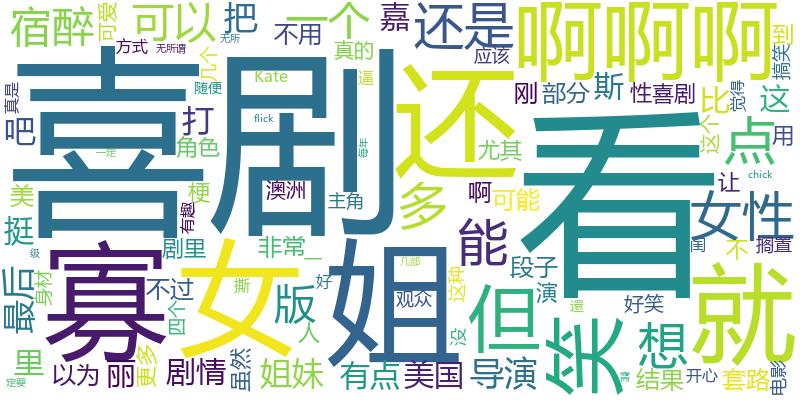 宿醉
可以
把
一个
嘉
还是
啊啊啊
可爱
方式
无所谓
无所
不用
真的
应该
到
搞笑
真是
几个
随便
Kate
逼
喜剧
还
看
刚
部分
斯
性喜剧
比
觉得
这
吧
打
角色
flick
每年
尤其
这个
点
用
一定
美
梗
有趣
澳洲
主角
多
啊
可能
让
chick
挺
寡
女
姐
能
女性
级
剧里
非常
一
几部
段子
闺
不
搁置
最后
身材
不过
四个
撕
版
好
人
观众
这种
没
但
演
還
好笑
就
里
以为
丽
更多
剧情
虽然
姐妹
有点
美国
导演
笑
想
结果
开心
套路
电影
定要